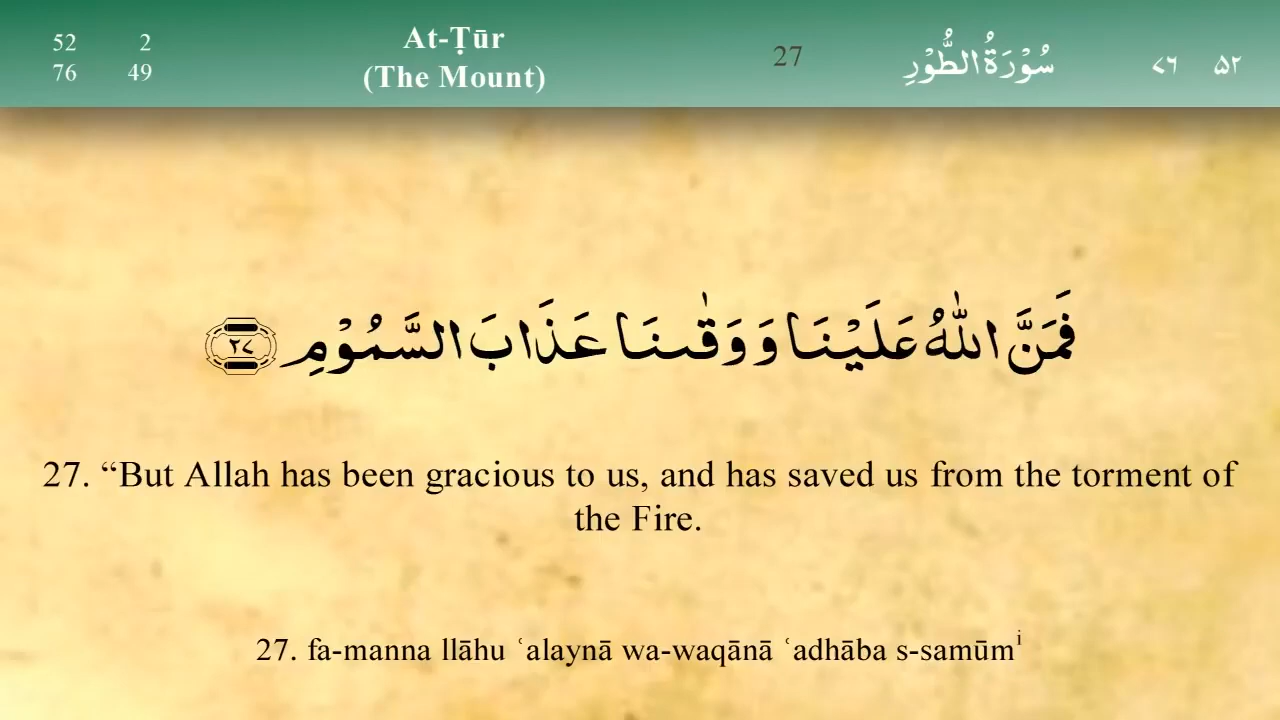 52 2 At-Ṭūr 27 سُوْرَةُ الطُّوْرِ ٧٦ ۵۲
76 49 (The Mount)
فَمَنَّ اللّٰهُ عَلَيْنَا وَوَقٰىنَا عَذَابَ السَّمُوْمِ ٢٧
27. “But Allah has been gracious to us, and has saved us from the torment of
the Fire.
27. fa-manna llāhu ʿalaynā wa-waqānā ʿadhāba s-samūmⁱ